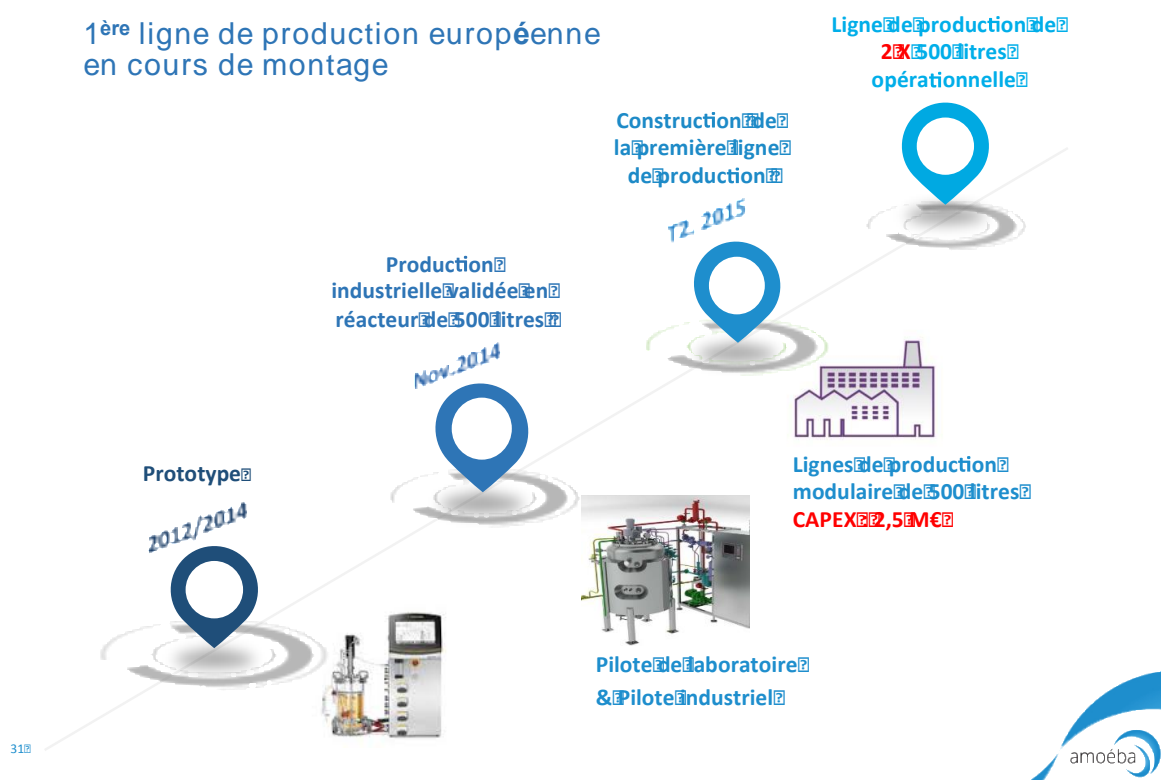 1ère ligne de production européenne
en cours de montage
Ligne de production de
2 X 500 litres
opérationnelle
Construction de
la première ligne
de production
T2. 2015
Production
industrielle validée en
réacteur de 500 litres
Nov.2014
Prototype
2012/2014
Lignes de production
modulaire de 500 litres
CAPEX 2,5 M€
Pilote de laboratoire
& Pilote industriel
31
amoéba